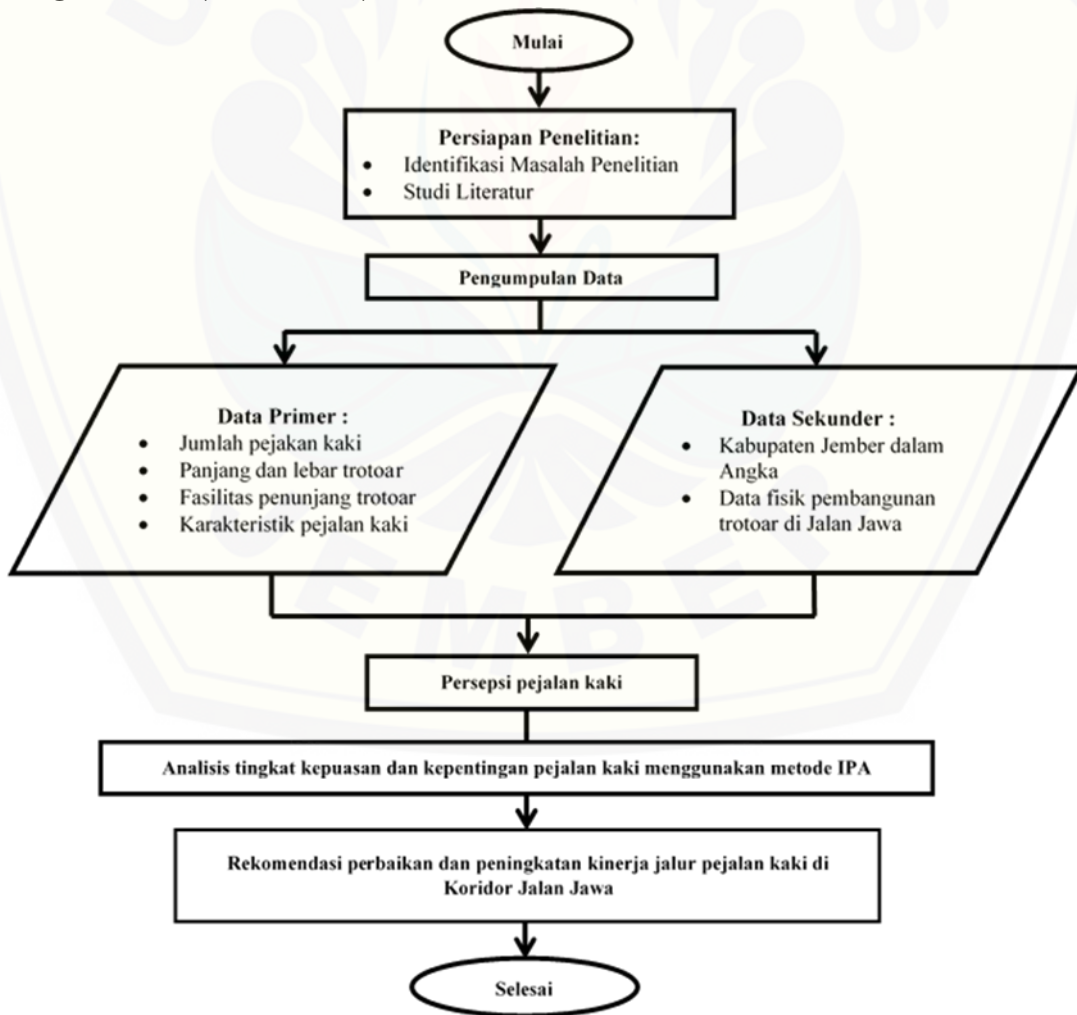 Mulai
Persiapan Penelitian:
• Identifikasi Masalah Penelitian
• Studi Literatur
Pengumpulan Data
Data Primer :
• Jumlah pejakan kaki
• Panjang dan lebar trotoar
• Fasilitas penunjang trotoar
• Karakteristik pejalan kaki
Data Sekunder :
• Kabupaten Jember dalam
Angka
• Data fisik pembangunan
trotoar di Jalan Jawa
Persepsi pejalan kaki
Analisis tingkat kepuasan dan kepentingan pejalan kaki menggunakan metode IPA
Rekomendasi perbaikan dan peningkatan kinerja jalur pejalan kaki di
Koridor Jalan Jawa
Selesai
JEMBER